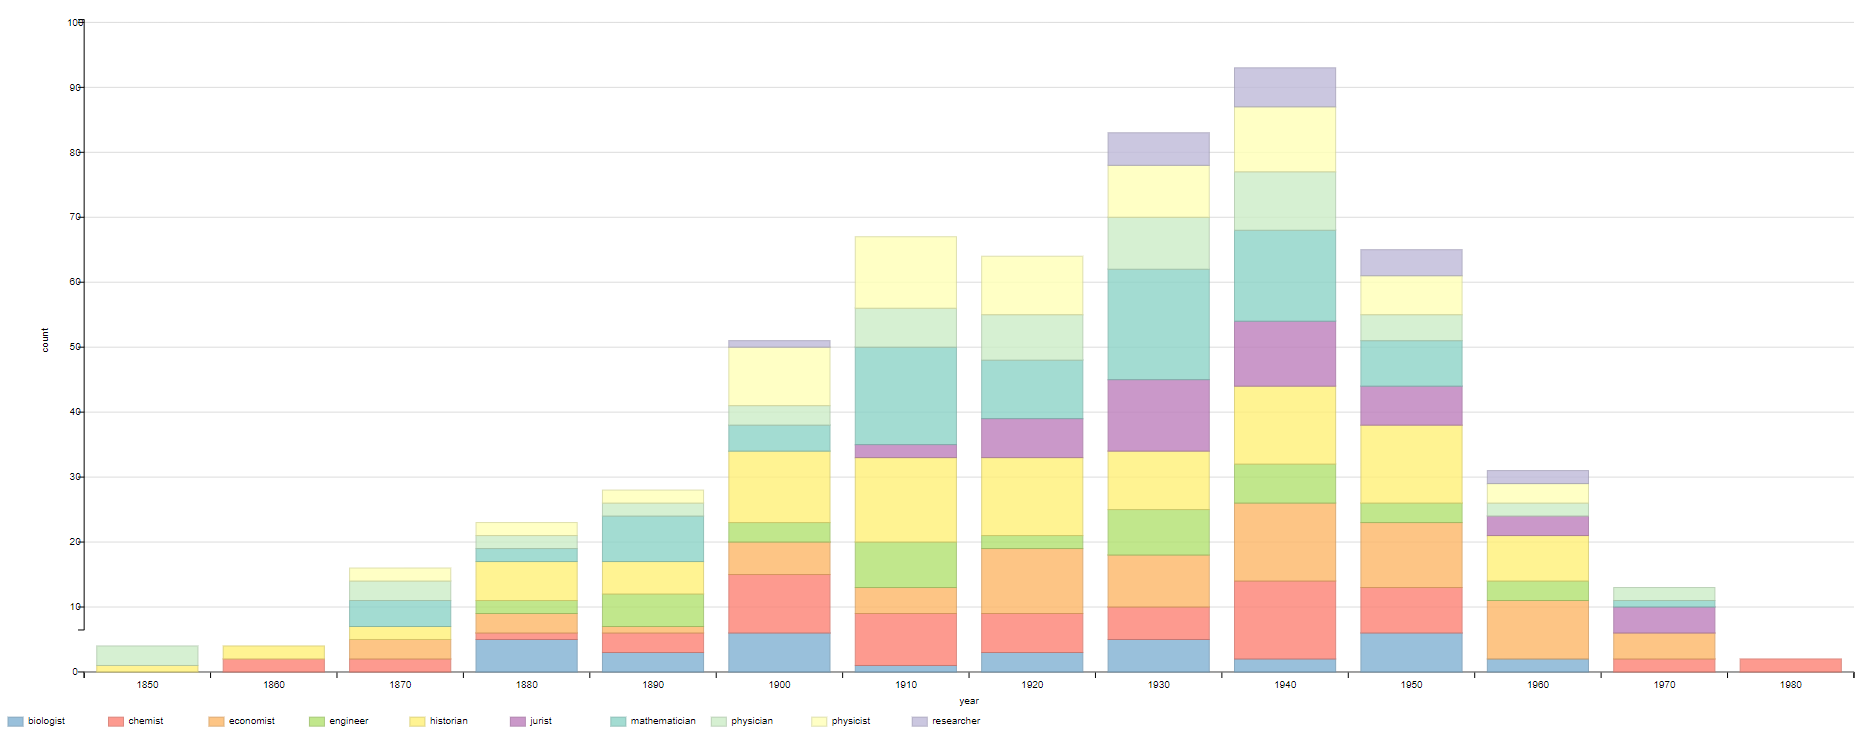 100
90
80
70
60
50
40
30
20
10
0
count
1850 1860 1870 1880 1890 1900 1910 1920 1930 1940 1950 1960 1970 1980
year
biologist chemist economist engineer historian jurist mathematician physician physicist researcher